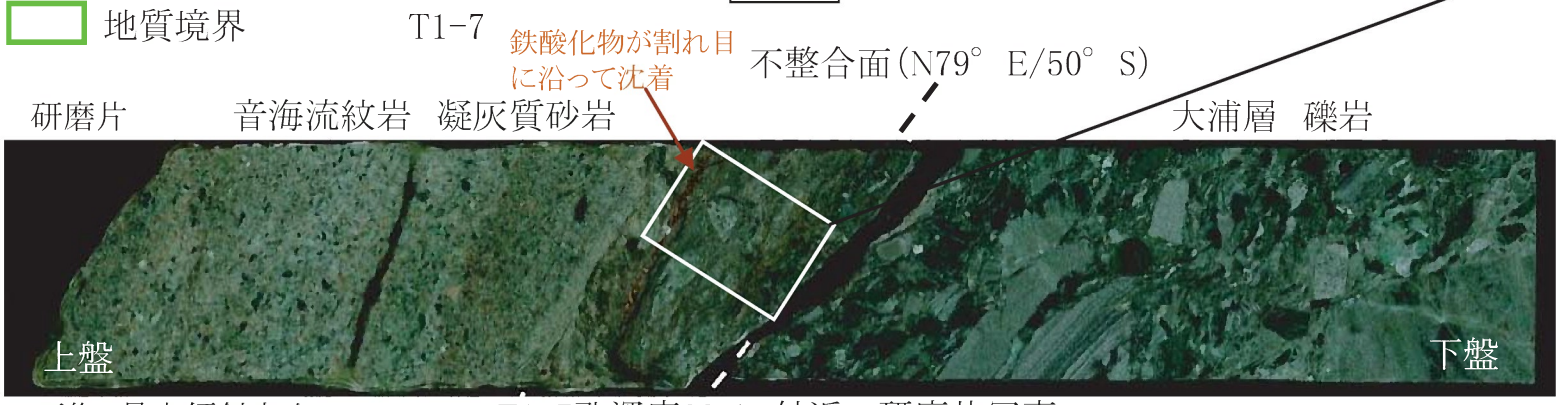 地質境界 T1-7
鉄酸化物が割れ目
に沿って沈着
不整合面(N79° E/50° S)
研磨片 音海流紋岩 凝灰質砂岩 大浦層 礫岩
上盤 下盤